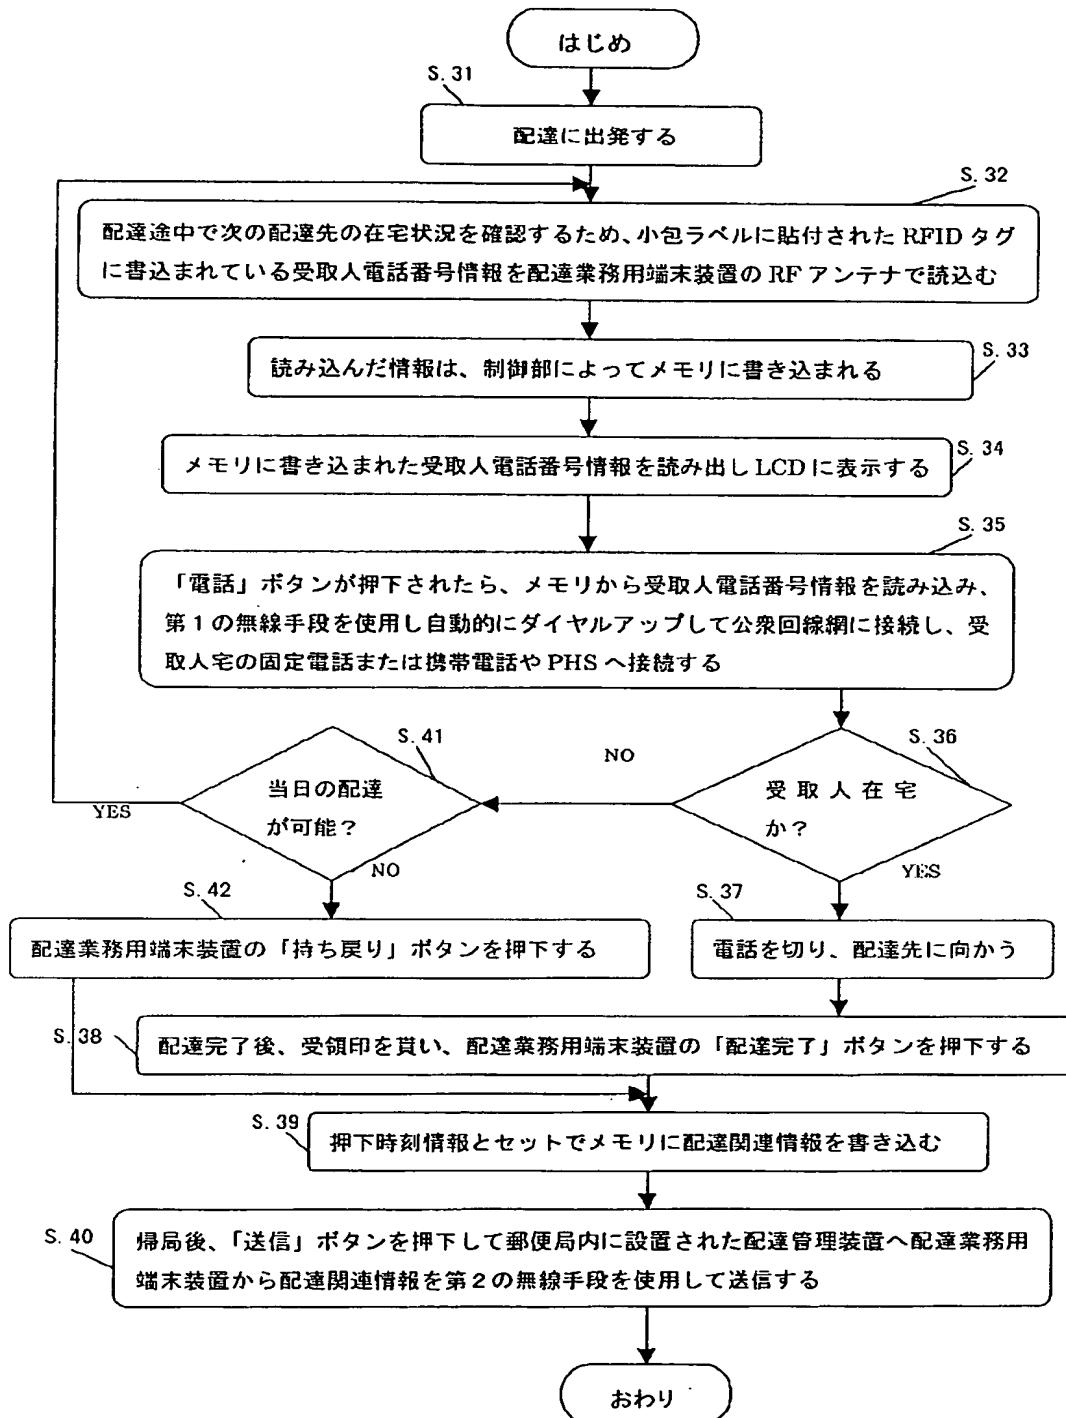 はじめ
S.31
配達に出発する
S.32
配達途中で次の配達先の在宅状況を確認するため、小包ラベルに貼付された RFID タグ
に書込まれている受取人電話番号情報を配達業務用端末装置の RF アンテナで読込む
S.33
読み込んだ情報は、制御部によってメモリに書き込まれる
S.34
メモリに書き込まれた受取人電話番号情報を読み出し LCD に表示する
S.35
「電話」ボタンが押下されたら、メモリから受取人電話番号情報を読み込み、
第1の無線手段を使用し自動的にダイヤルアップして公衆回線網に接続し、受
取人宅の固定電話または携帯電話や PHS へ接続する
S.36
受取人在宅
か？
NO
YES
S.41
当日の配達
が可能？
YES
NO
S.42
配達業務用端末装置の「持ち戻り」ボタンを押下する
S.37
電話を切り、配達先に向かう
S.38
配達完了後、受領印を貰い、配達業務用端末装置の「配達完了」ボタンを押下する
S.39
押下時刻情報とセットでメモリに配達関連情報を書き込む
S.40
帰局後、「送信」ボタンを押下して郵便局内に設置された配達管理装置へ配達業務用
端末装置から配達関連情報を第2の無線手段を使用して送信する
おわり